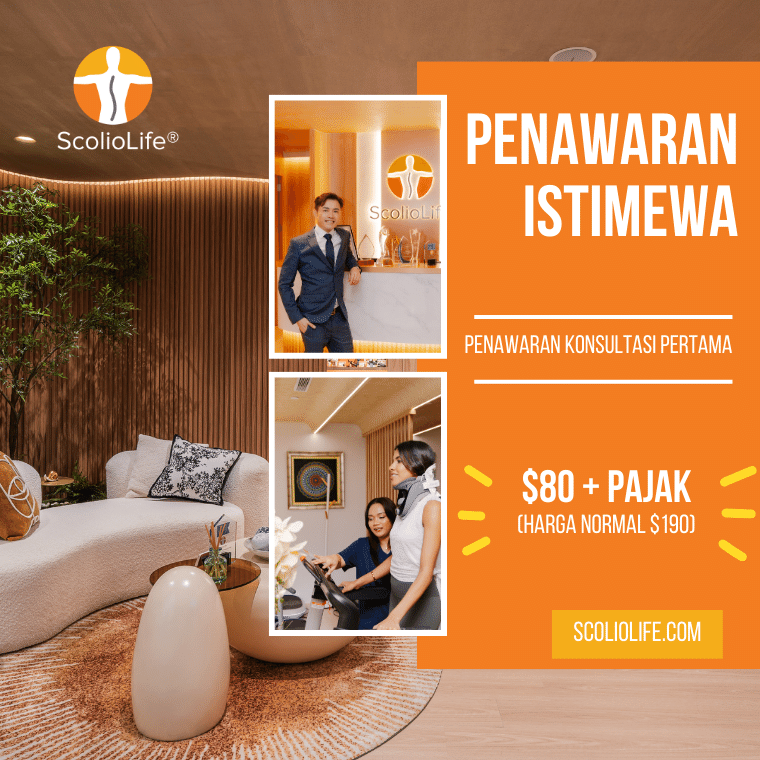 ScolioLife®
PENAWARAN
ISTIMEWA
PENAWARAN KONSULTASI PERTAMA
$80 + PAJAK
(HARGA NORMAL $190)
SCOLIOLIFE.COM